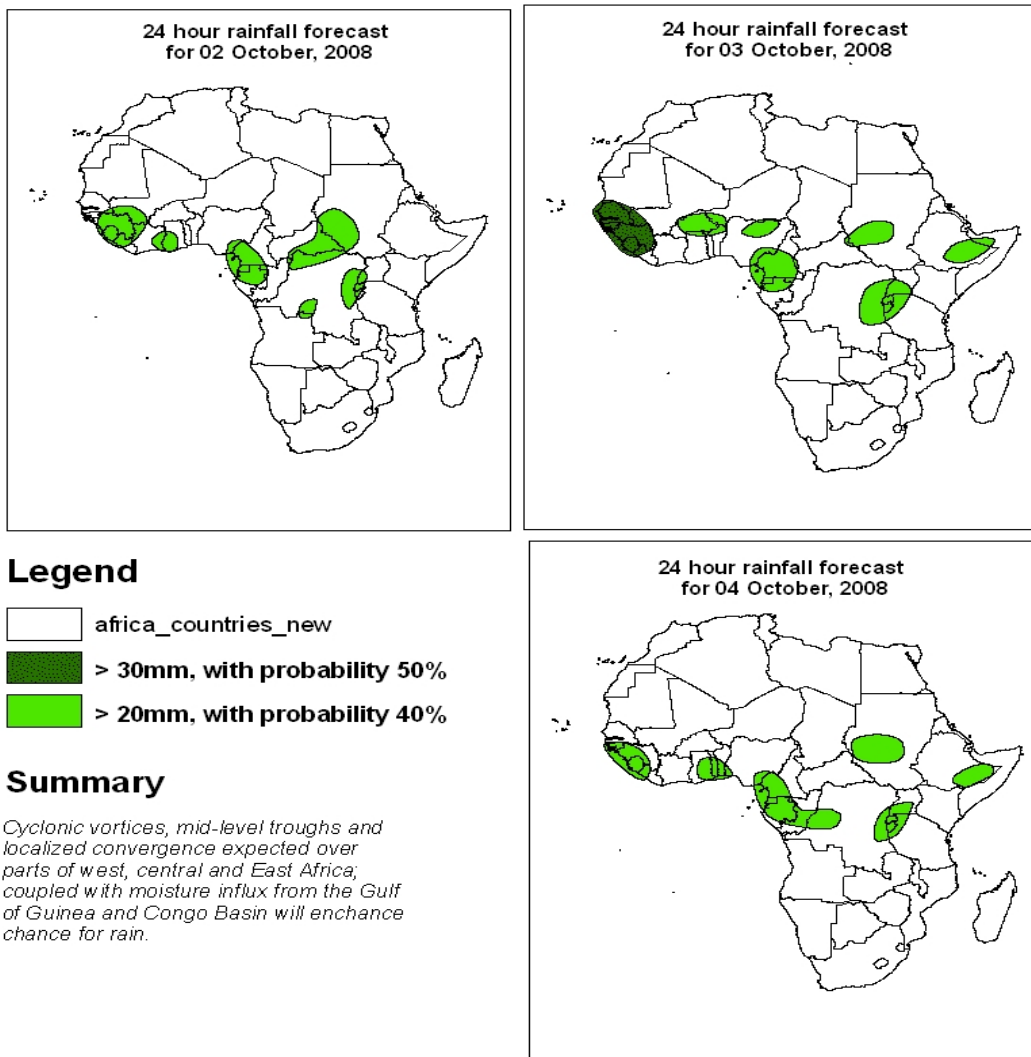 24 hour rainfall forecast
for 02 October, 2008
24 hour rainfall forecast
for 03 October, 2008
Legend
africa_countries_new
> 30mm, with probability 50%
> 20mm, with probability 40%
Summary
Cyclonic vortices, mid-level troughs and
localized convergence expected over
parts of west, central and East Africa;
coupled with moisture influx from the Gulf
of Guinea and Congo Basin will enchance
chance for rain.
24 hour rainfall forecast
for 04 October, 2008